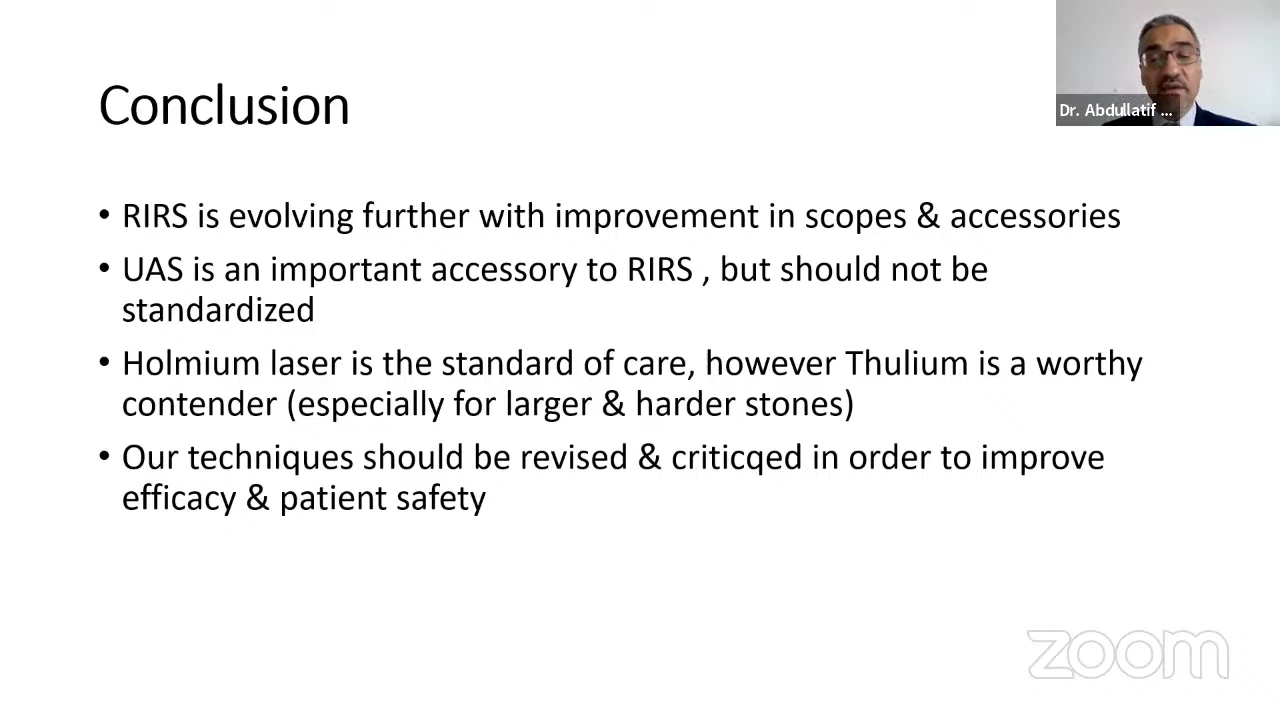 Dr. Abdullatif ...
Conclusion
• RIRS is evolving further with improvement in scopes & accessories
• UAS is an important accessory to RIRS , but should not be
standardized
• Holmium laser is the standard of care, however Thulium is a worthy
contender (especially for larger & harder stones)
• Our techniques should be revised & criticqed in order to improve
efficacy & patient safety
zoom